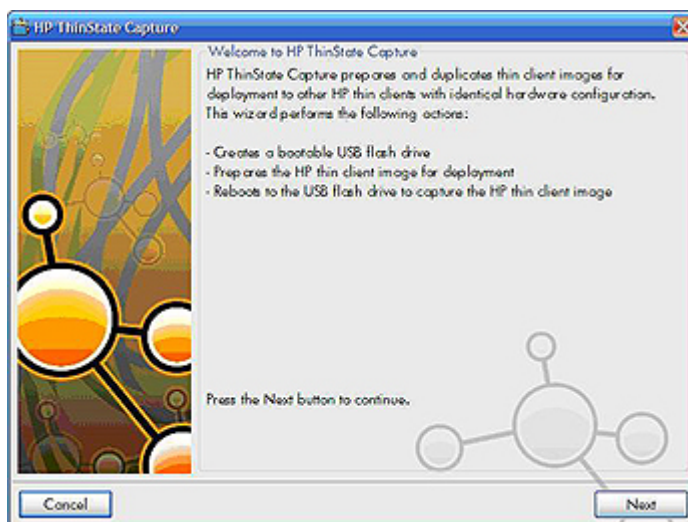 HP ThinState Capture
Welcome to HP ThinState Capture
HP ThinState Capture prepares and duplicates thin client images for
deployment to other HP thin clients with identical hardware configuration.
This wizard performs the following actions:
- Creates a bootable USB flash drive
- Prepares the HP thin client image for deployment
- Reboots to the USB flash drive to capture the HP thin client image
Press the Next button to continue.
Cancel
Next